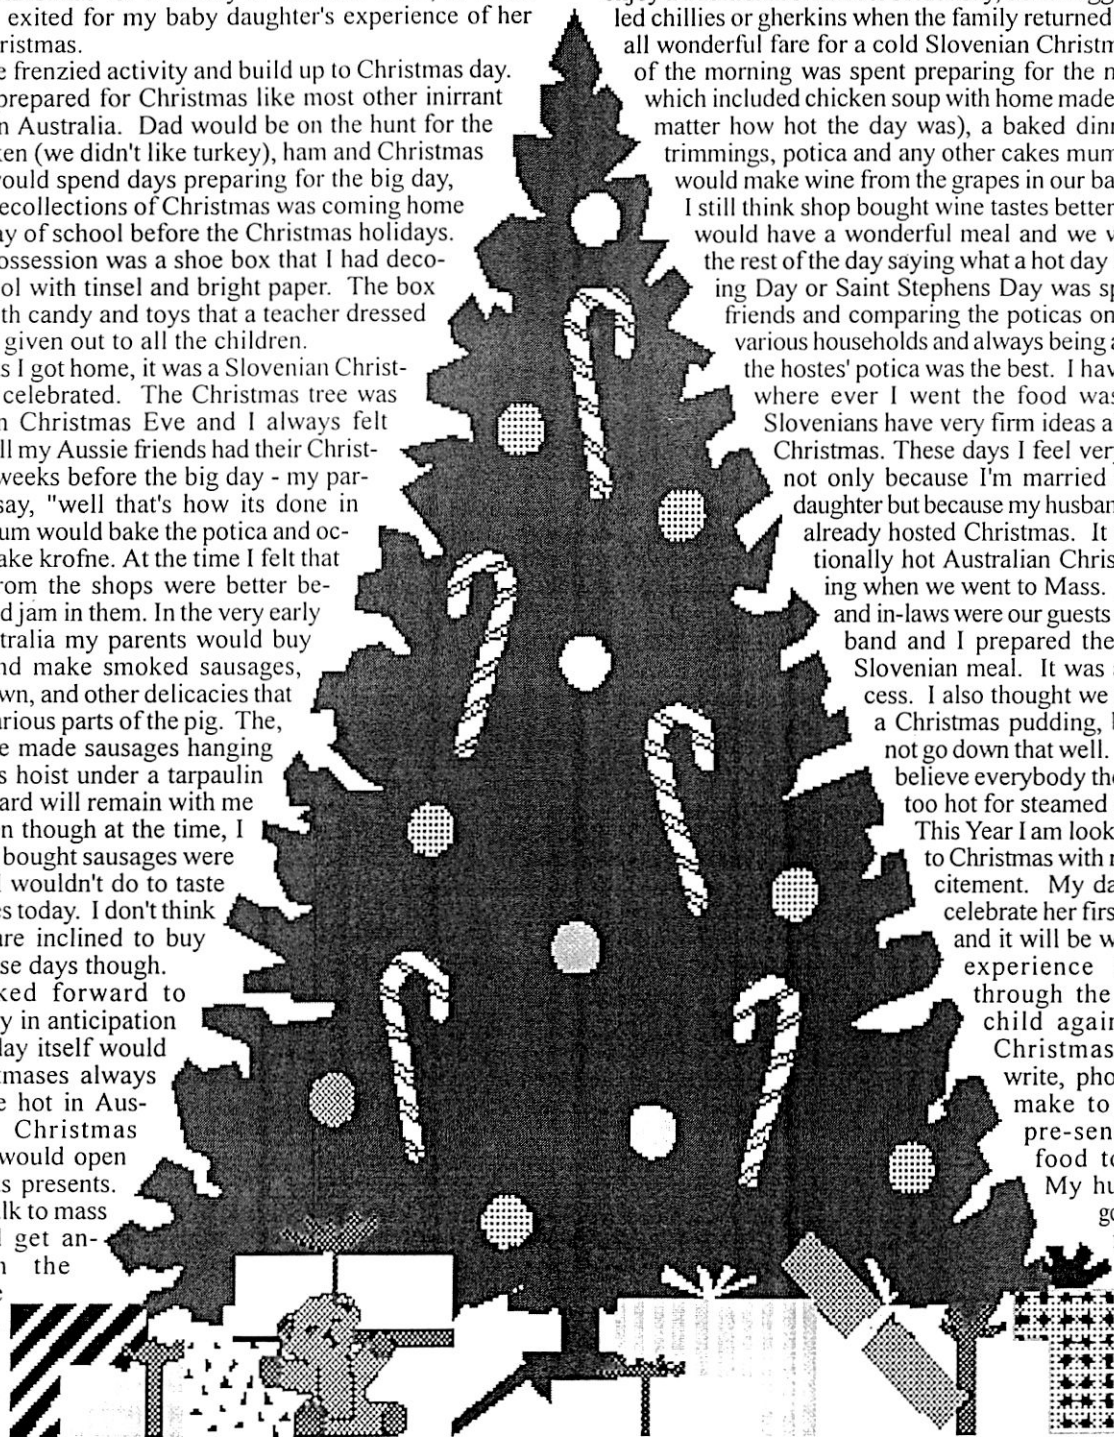 exited for my baby daughter's experience of her
ristmas.
e frenzied activity and build up to Christmas day.
prepared for Christmas like most other inirrant
n Australia. Dad would be on the hunt for the
ken (we didn't like turkey), ham and Christmas
would spend days preparing for the big day,
ecollections of Christmas was coming home
ay of school before the Christmas holidays.
ossession was a shoe box that I had deco-
ol with tinsel and bright paper. The box
th candy and toys that a teacher dressed
given out to all the children.
s I got home, it was a Slovenian Christ-
celebrated. The Christmas tree was
n Christmas Eve and I always felt
ll my Aussie friends had their Christ-
weeks before the big day - my par-
say, "well that's how its done in
um would bake the potica and oc-
ake krofne. At the time I felt that
rom the shops were better be-
d jam in them. In the very early
tralia my parents would buy
nd make smoked sausages,
wn, and other delicacies that
arious parts of the pig. The,
e made sausages hanging
s hoist under a tarpaulin
ard will remain with me
n though at the time, I
bought sausages were
I wouldn't do to taste
es today. I don't think
are inclined to buy
se days though.
ked forward to
y in anticipation
day itself would
tmases always
e hot in Aus-
Christmas
would open
as presents.
alk to mass
d get an-
n the
led chillies or gherkins when the family returned
all wonderful fare for a cold Slovenian Christm
of the morning was spent preparing for the m
which included chicken soup with home made
matter how hot the day was), a baked dinn
trimmings, potica and any other cakes mum
would make wine from the grapes in our ba
I still think shop bought wine tastes better
would have a wonderful meal and we w
the rest of the day saying what a hot day
ing Day or Saint Stephens Day was sp
friends and comparing the poticas on
various households and always being a
the hostes' potica was the best. I hav
where ever I went the food was
Slovenians have very firm ideas a
Christmas. These days I feel very
not only because I'm married
daughter but because my husban
already hosted Christmas. It
tionally hot Australian Chris
ing when we went to Mass.
and in-laws were our guests
band and I prepared the
Slovenian meal. It was
cess. I also thought we
a Christmas pudding,
not go down that well.
believe everybody the
too hot for steamed
This Year I am look
to Christmas with m
citement. My da
celebrate her first
and it will be w
experience
through the
child again
Christmas
write, pho
make to
pre-sen
food to
My hu
go